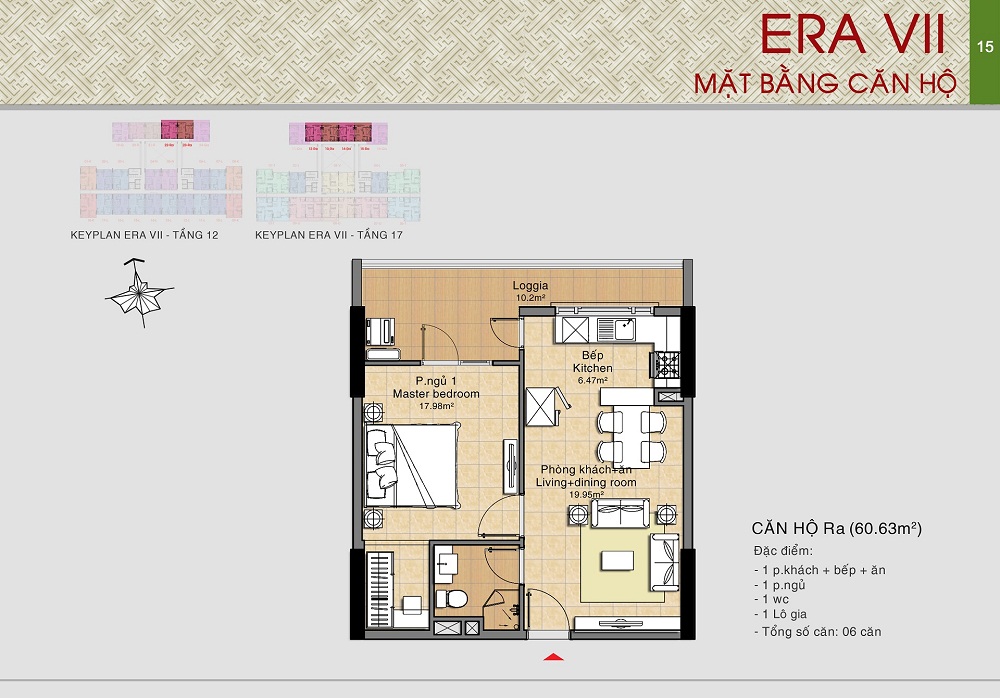 ERA VII
15
MẶT BẰNG CĂN HỘ
KEYPLAN ERA VII - TẦNG 12
KEYPLAN ERA VII - TẦNG 17
Loggia
10.2m²
Bếp
Kitchen
6.47m²
P.ngủ 1
Master bedroom
17.98m²
Phòng khách+ăn
Living+dining room
19.95m²
CĂN HỘ Ra (60.63m²)
Đặc điểm:
- 1 p.khách + bếp + ăn
- 1 p.ngủ
- 1 wc
- 1 Lô gia
- Tổng số căn: 06 căn